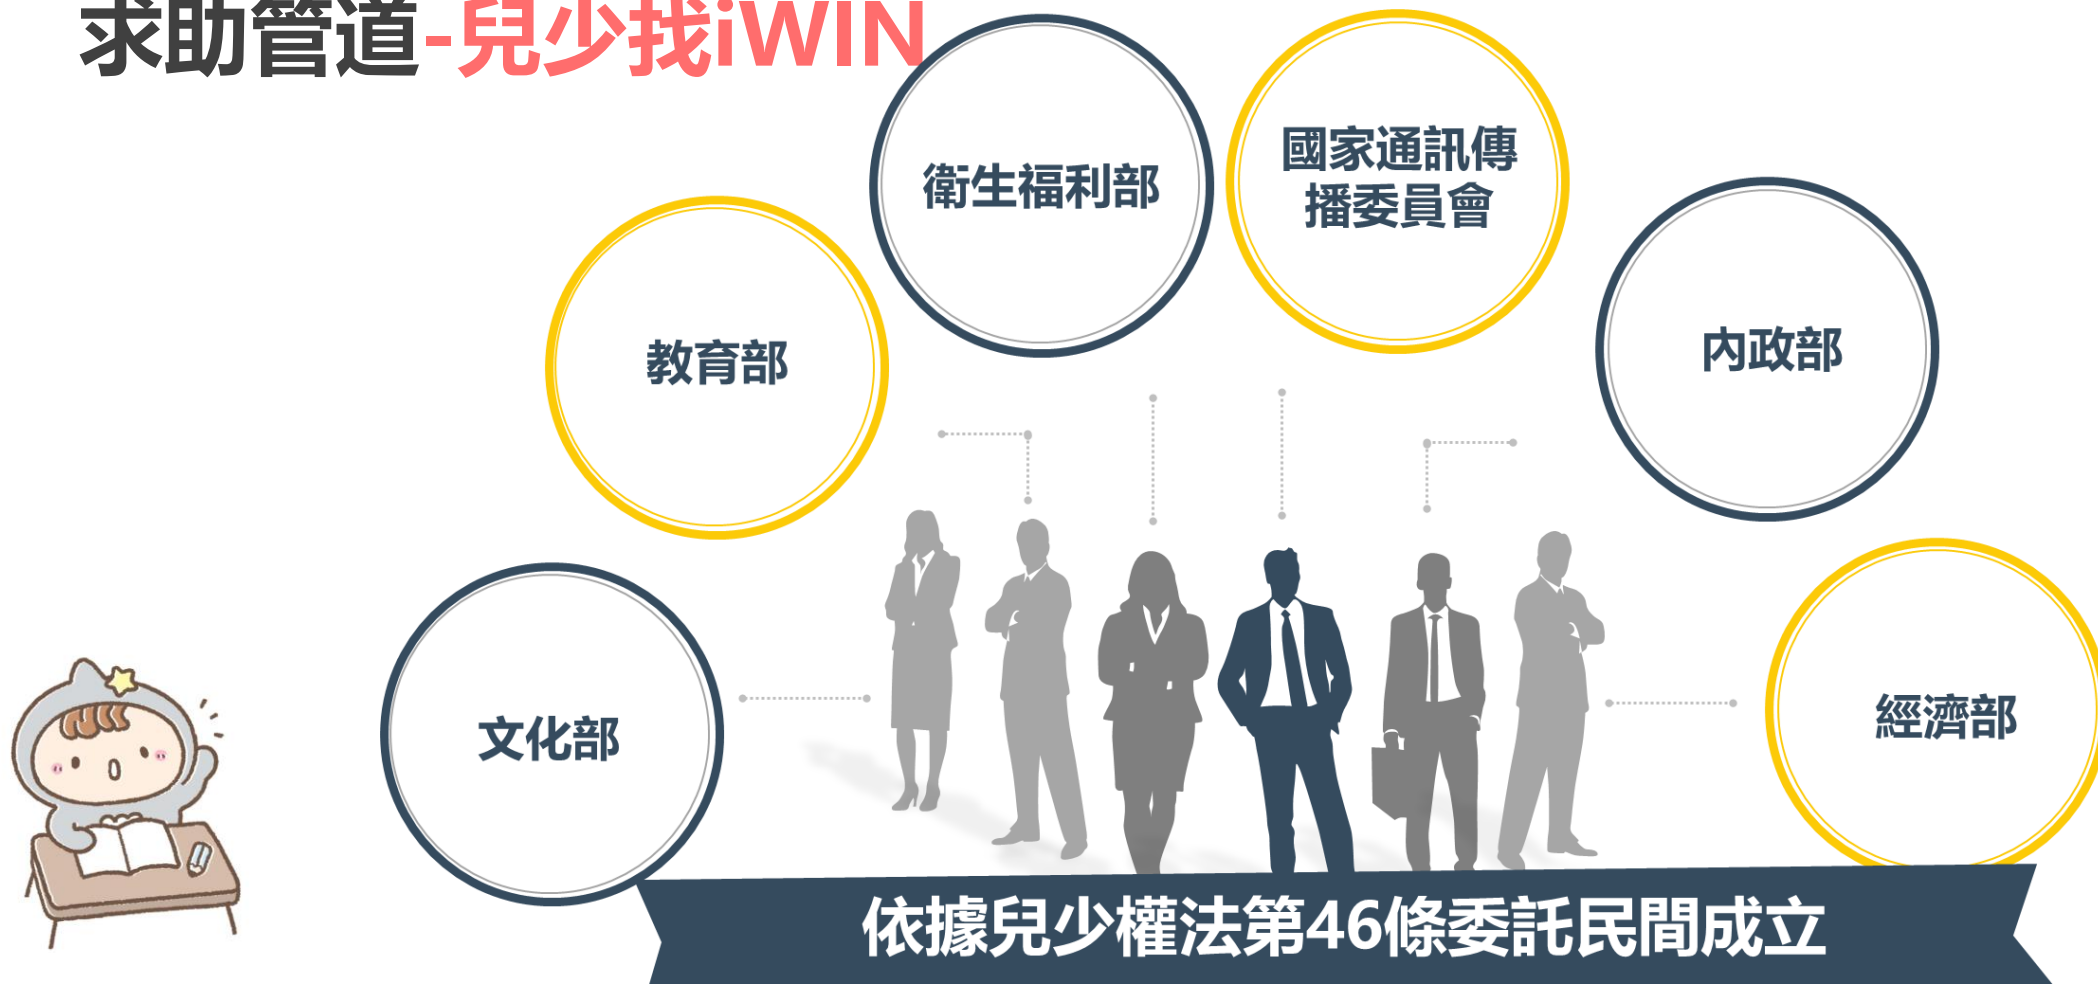 求助管道-兒少找iWIN
衛生福利部
國家通訊傳
播委員會
教育部
內政部
文化部
經濟部
依據兒少權法第46條委託民間成立